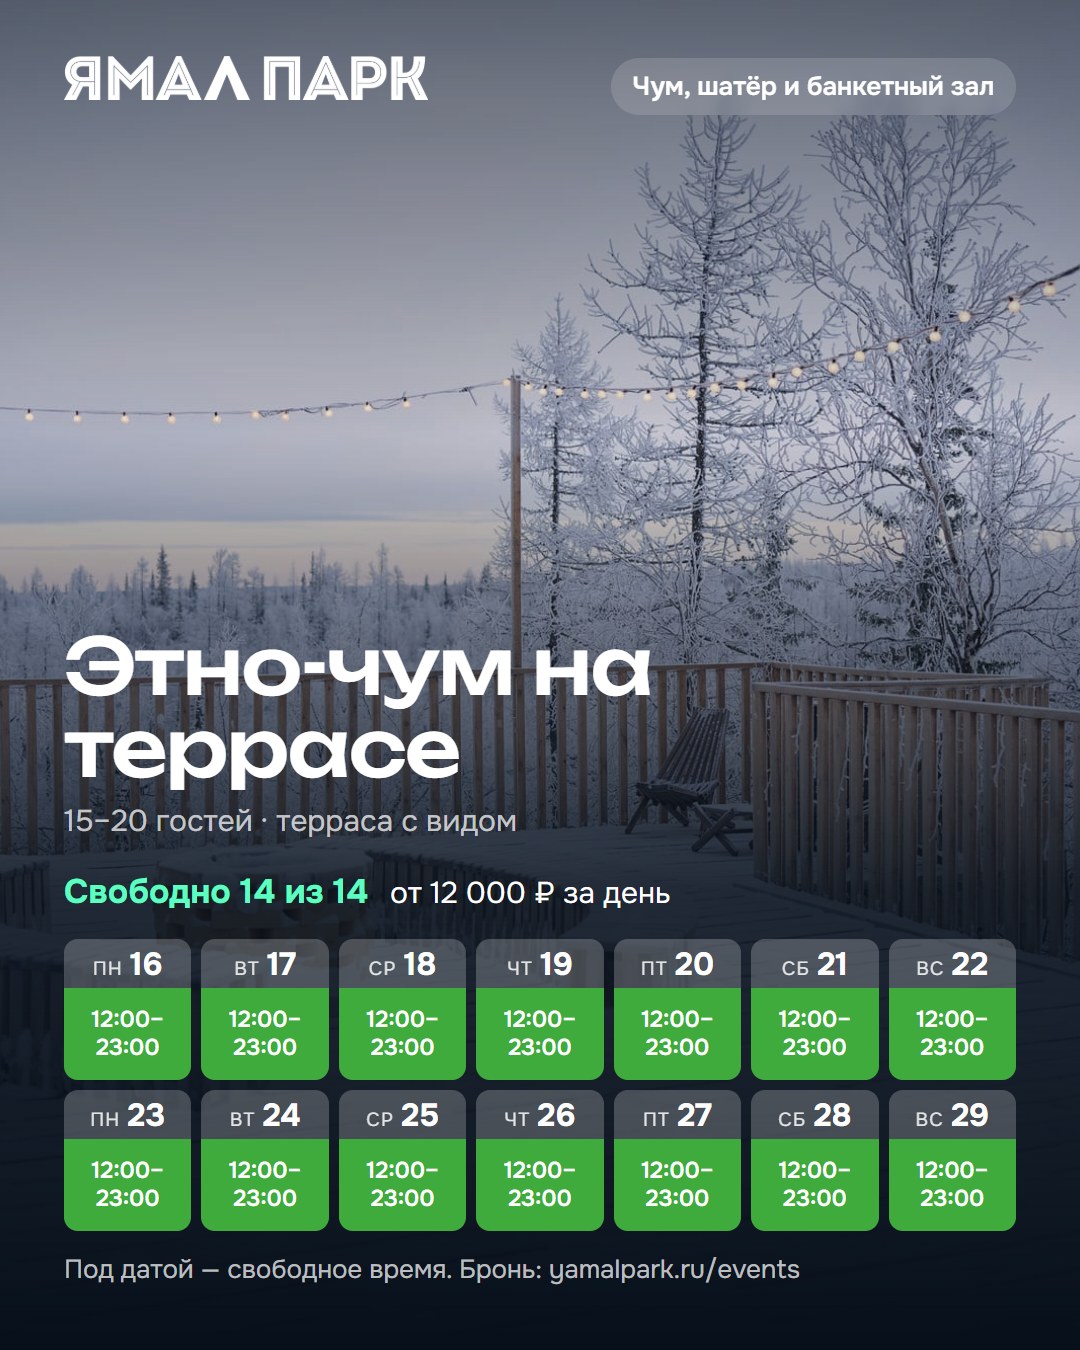 ЯМАЛ ПАРК
Чум, шатёр и банкетный зал
Этно-чум на
террасе
15–20 гостей · терраса с видом
Свободно 14 из 14 от 12 000 ₽ за день
ПН 16 ВТ 17 СР 18 ЧТ 19 ПТ 20 СБ 21 ВС 22
12:00– 12:00– 12:00– 12:00– 12:00– 12:00– 12:00–
23:00 23:00 23:00 23:00 23:00 23:00 23:00
ПН 23 ВТ 24 СР 25 ЧТ 26 ПТ 27 СБ 28 ВС 29
12:00– 12:00– 12:00– 12:00– 12:00– 12:00– 12:00–
23:00 23:00 23:00 23:00 23:00 23:00 23:00
Под датой — свободное время. Бронь: yamalpark.ru/events